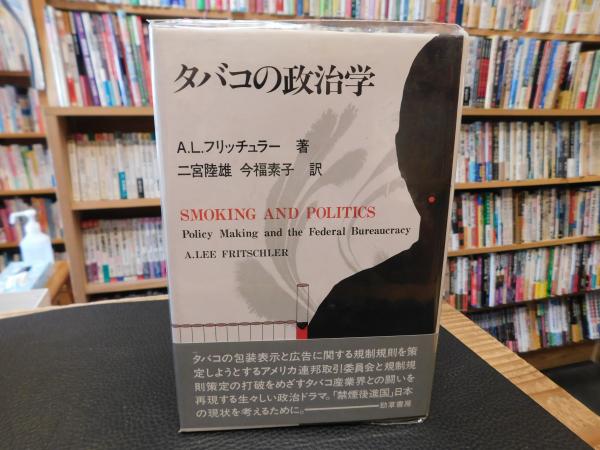 タバコの政治学
A.L.フリッチュラー 著
二宮陸雄 今福素子 訳
SMOKING AND POLITICS
Policy Making and the Federal Bureaucracy
A.LEE FRITSCHLER
タバコの包装表示と広告に関する規制規則を策
定しようとするアメリカ連邦取引委員会と規制規
則策定の打破をめざすタバコ産業界との闘いを
再現する生々しい政治ドラマ。「禁煙後進国」日本
の現状を考えるために。――勁草書房